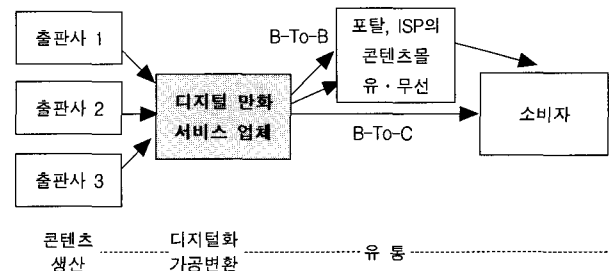 출판사 1
출판사 2
출판사 3
디지털 만화
서비스 업체
B-To-B
포탈, ISP의
콘텐츠몰
유·무선
B-To-C
소비자
콘텐츠
생산
디지털화
가공변환
유 통